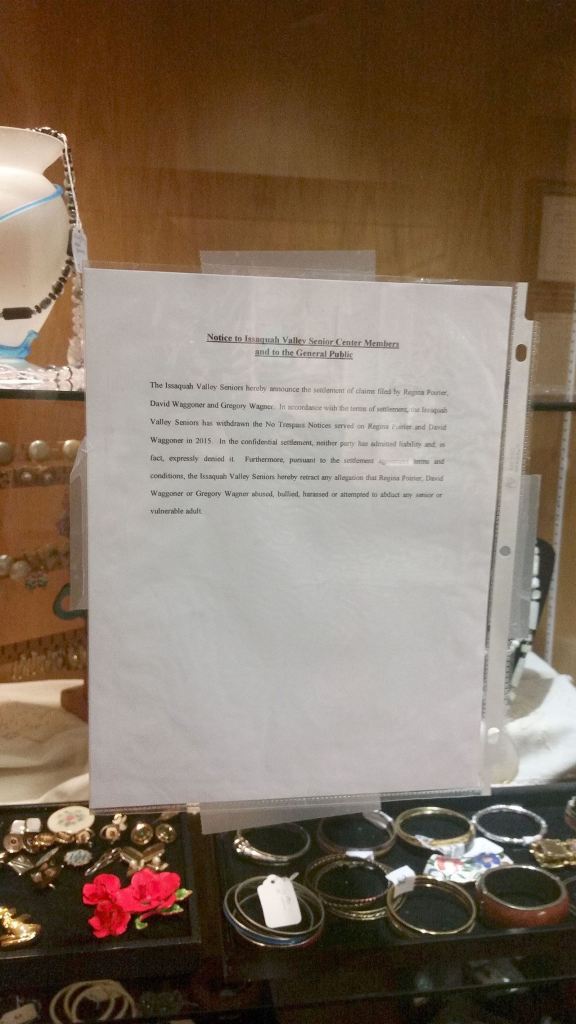 Notice to Issaquah Valley Senior Center Members
and to the General Public
The Issaquah Valley Seniors hereby announce the settlement of claims filed by Regina Poirier,
David Waggoner and Gregory Wagner. In accordance with the terms of settlement, the Issaquah
Valley Seniors has withdrawn the No Trespass Notices served on Regina Poirier and David
Waggoner in 2015. In the confidential settlement, neither party has admitted liability and, in
fact, expressly denied it. Furthermore, pursuant to the settlement agreement terms and
conditions, the Issaquah Valley Seniors hereby retract any allegation that Regina Poirier, David
Waggoner or Gregory Wagner abused, bullied, harassed or attempted to abduct any senior or
vulnerable adult.